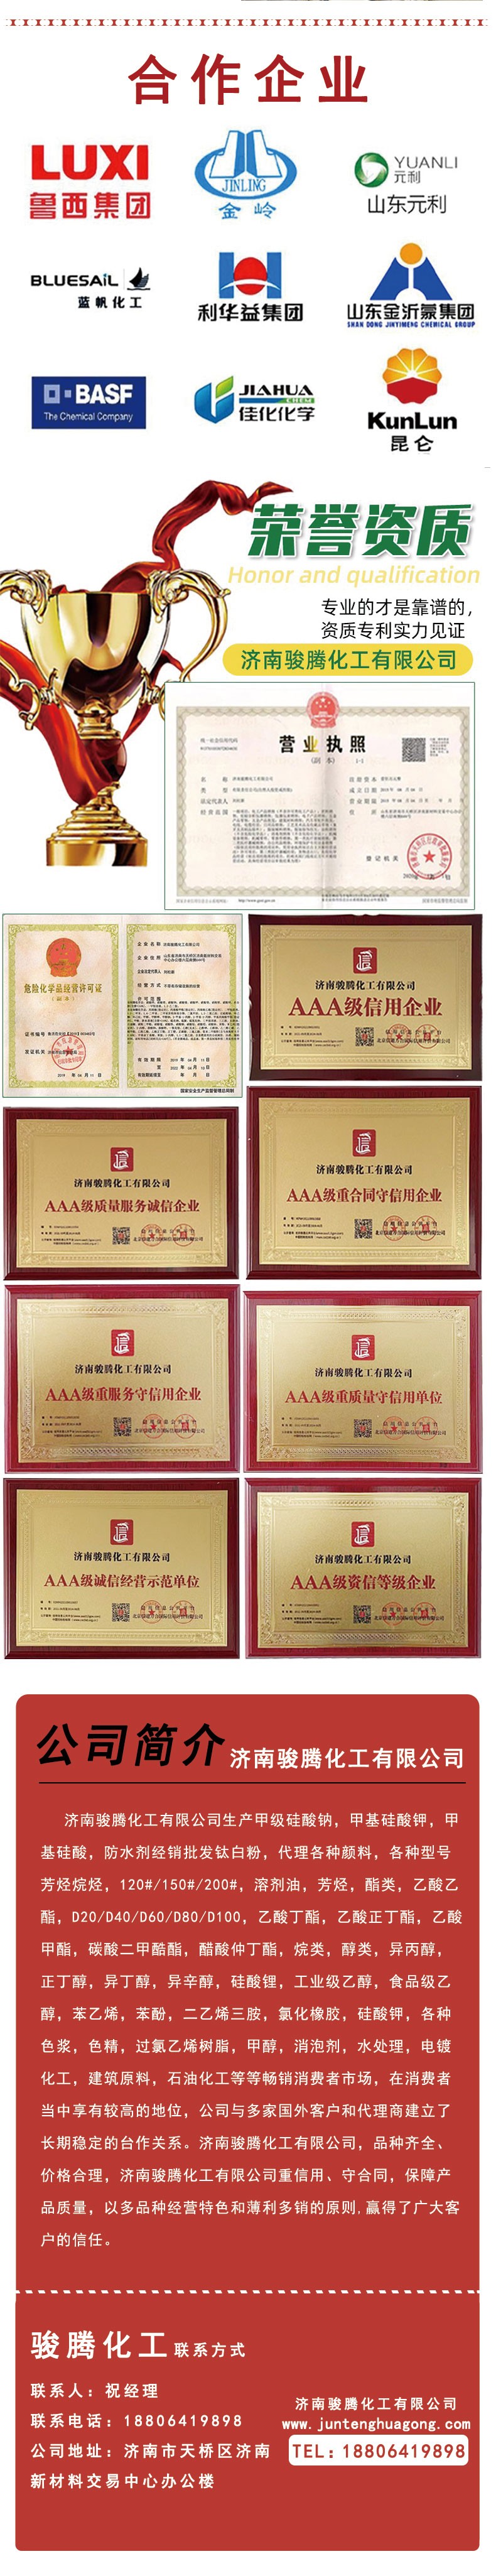 合作企业
LUXI
鲁西集团
JINLING
金岭
YUANLI
元利
山东元利
BLUESAIL
蓝帆化工
利华益集团
山东金沂蒙集团
SHAN DONG JINYIMENG CHEMICAL GROUP
BASF
The Chemical Company
JIAHUA
CHEM
佳化化学
KunLun
昆仑
荣誉资质
Honor and qualification
专业的才是靠谱的，
资质专利实力见证
济南骏腾化工有限公司
营业执照
(副本)
登记机关
危险化学品经营许可证
(副本)
济南骏腾化工有限公司
AAA级信用企业
济南骏腾化工有限公司
AAA级质量服务诚信企业
济南骏腾化工有限公司
AAA级重合同守信用企业
济南骏腾化工有限公司
AAA级重服务守信用企业
济南骏腾化工有限公司
AAA级重质量守信用单位
济南骏腾化工有限公司
AAA级诚信经营示范单位
济南骏腾化工有限公司
AAA级资信等级企业
公司简介 济南骏腾化工有限公司
济南骏腾化工有限公司生产甲级硅酸钠，甲基硅酸钾，甲
基硅酸，防水剂经销批发钛白粉，代理各种颜料，各种型号
芳烃烷烃，120#/150#/200#，溶剂油，芳烃，酯类，乙酸乙
酯，D20/D40/D60/D80/D100，乙酸丁酯，乙酸正丁酯，乙酸
甲酯，碳酸二甲酷酯，醋酸仲丁酯，烷类，醇类，异丙醇，
正丁醇，异丁醇，异辛醇，硅酸锂，工业级乙醇，食品级乙
醇，苯乙烯，苯酚，二乙烯三胺，氯化橡胶，硅酸钾，各种
色浆，色精，过氯乙烯树脂，甲醇，消泡剂，水处理，电镀
化工，建筑原料，石油化工等等畅销消费者市场，在消费者
当中享有较高的地位，公司与多家国外客户和代理商建立了
长期稳定的台作关系。济南骏腾化工有限公司，品种齐全、
价格合理，济南骏腾化工有限公司重信用、守合同，保障产
品质量，以多品种经营特色和薄利多销的原则,赢得了广大客
户的信任。
骏腾化工 联系方式
联系人：祝经理
联系电话：18806419898
公司地址：济南市天桥区济南
新材料交易中心办公楼
济南骏腾化工有限公司
www.juntenghuagong.com
TEL：18806419898